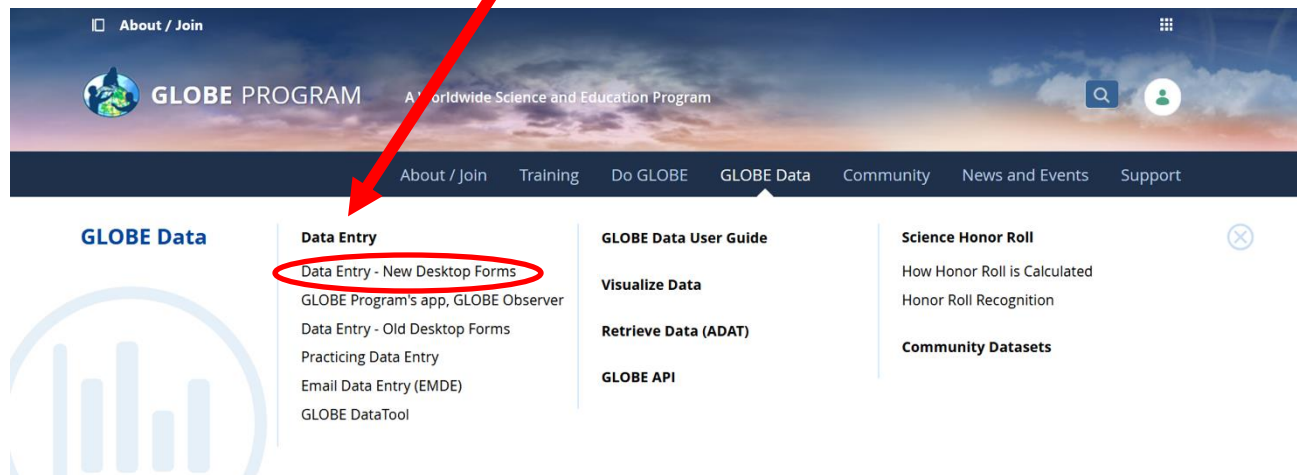 About / Join
GLOBE PROGRAM A Worldwide Science and Education Program
About / Join Training Do GLOBE GLOBE Data Community News and Events Support
GLOBE Data
Data Entry
Data Entry - New Desktop Forms
GLOBE Program's app, GLOBE Observer
Data Entry - Old Desktop Forms
Practicing Data Entry
Email Data Entry (EMDE)
GLOBE DataTool
GLOBE Data User Guide
Visualize Data
Retrieve Data (ADAT)
GLOBE API
Science Honor Roll
How Honor Roll is Calculated
Honor Roll Recognition
Community Datasets